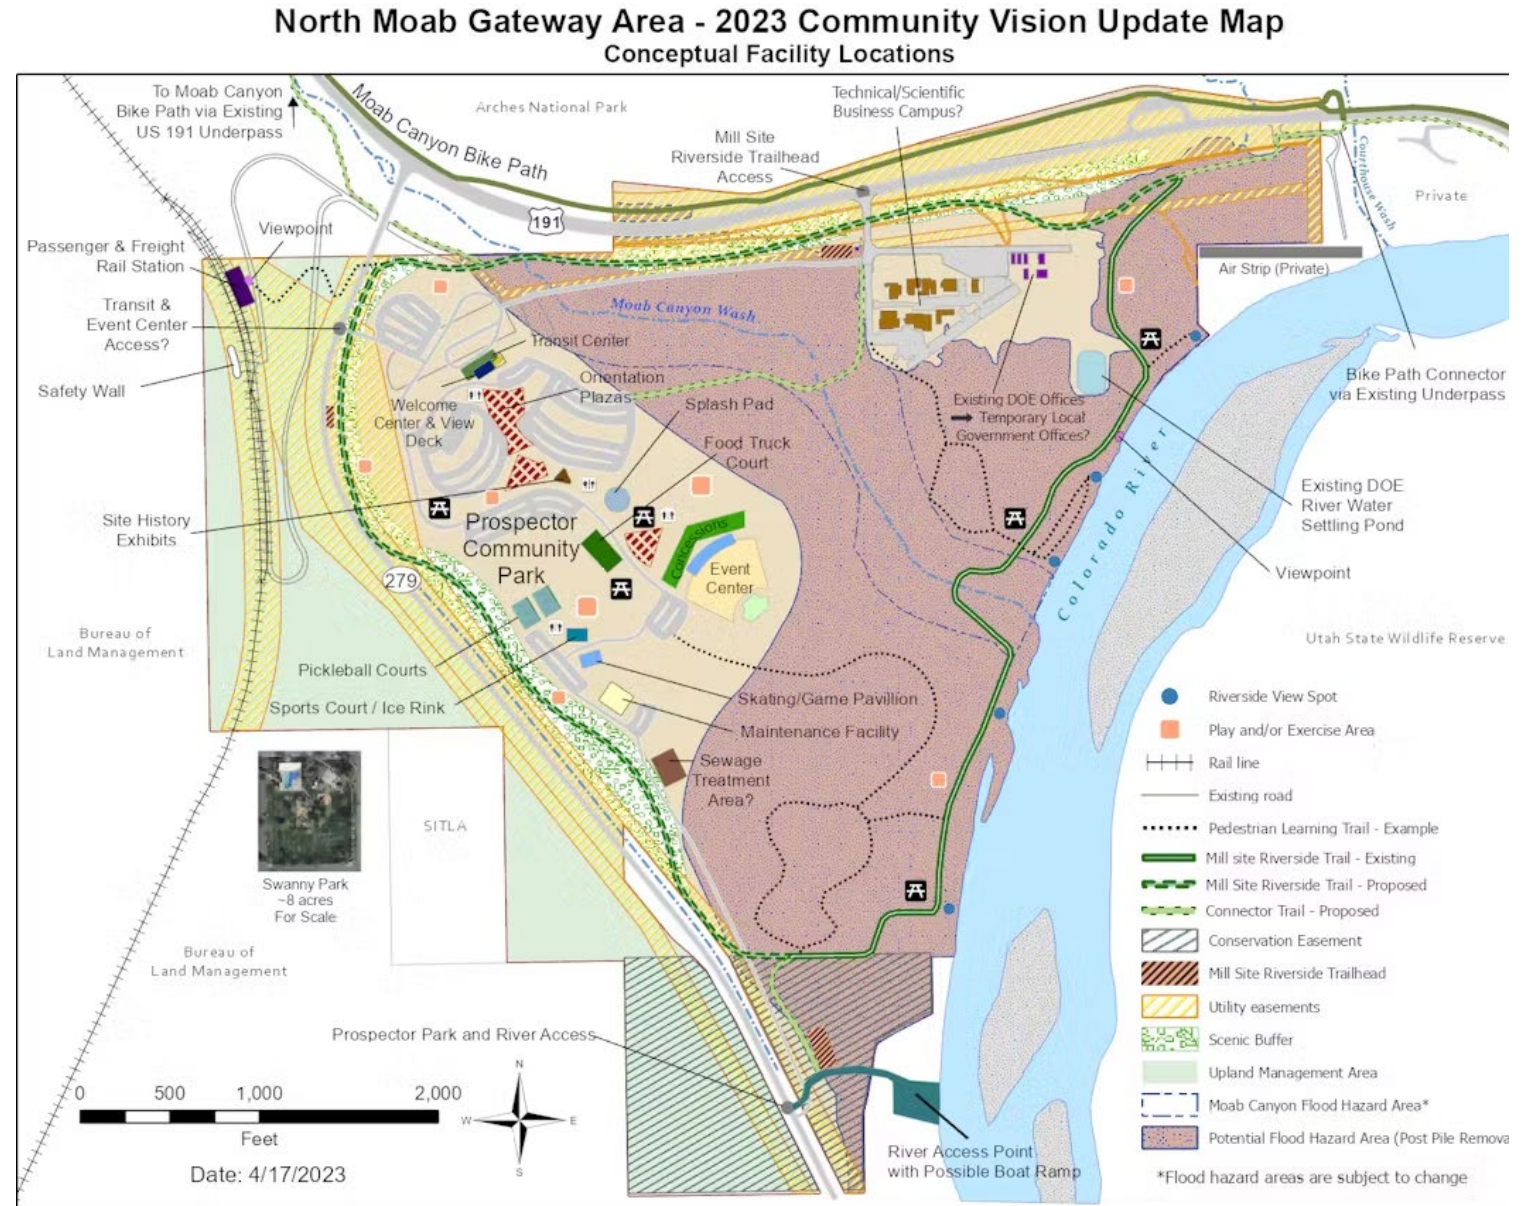 North Moab Gateway Area - 2023 Community Vision Update Map
Conceptual Facility Locations
To Moab Canyon
Bike Path via Existing
US 191 Underpass
Moab Canyon Bike Path
Arches National Park
Technical/Scientific
Business Campus?
Mill Site
Riverside Trailhead
Access
191
Courthouse Wash
Private
Viewpoint
Passenger & Freight
Rail Station
Air Strip (Private)
Transit &
Event Center
Access?
Moab Canyon Wash
Safety Wall
Transit Center
Orientation
Plazas
Welcome
Center & View
Deck
Splash Pad
Food Truck
Court
Existing DOE Offices
Temporary Local
Government Offices?
Bike Path Connector
via Existing Underpass
Site History
Exhibits
Prospector
Community
Park
Concessions
Event
Center
Existing DOE
River Water
Settling Pond
Colorado River
Viewpoint
279
Bureau of
Land Management
Utah State Wildlife Reserve
Pickleball Courts
Sports Court / Ice Rink
Skating/Game Pavillion
Maintenance Facility
Sewage
Treatment
Area?
SITLA
Swanny Park
~8 acres
For Scale
Bureau of
Land Management
Prospector Park and River Access
River Access Point
with Possible Boat Ramp
0 500 1,000 2,000
Feet
Date: 4/17/2023
N
W E
S
Riverside View Spot
Play and/or Exercise Area
Rail line
Existing road
Pedestrian Learning Trail - Example
Mill site Riverside Trail - Existing
Mill Site Riverside Trail - Proposed
Connector Trail - Proposed
Conservation Easement
Mill Site Riverside Trailhead
Utility easements
Scenic Buffer
Upland Management Area
Moab Canyon Flood Hazard Area*
Potential Flood Hazard Area (Post Pile Remova
*Flood hazard areas are subject to change